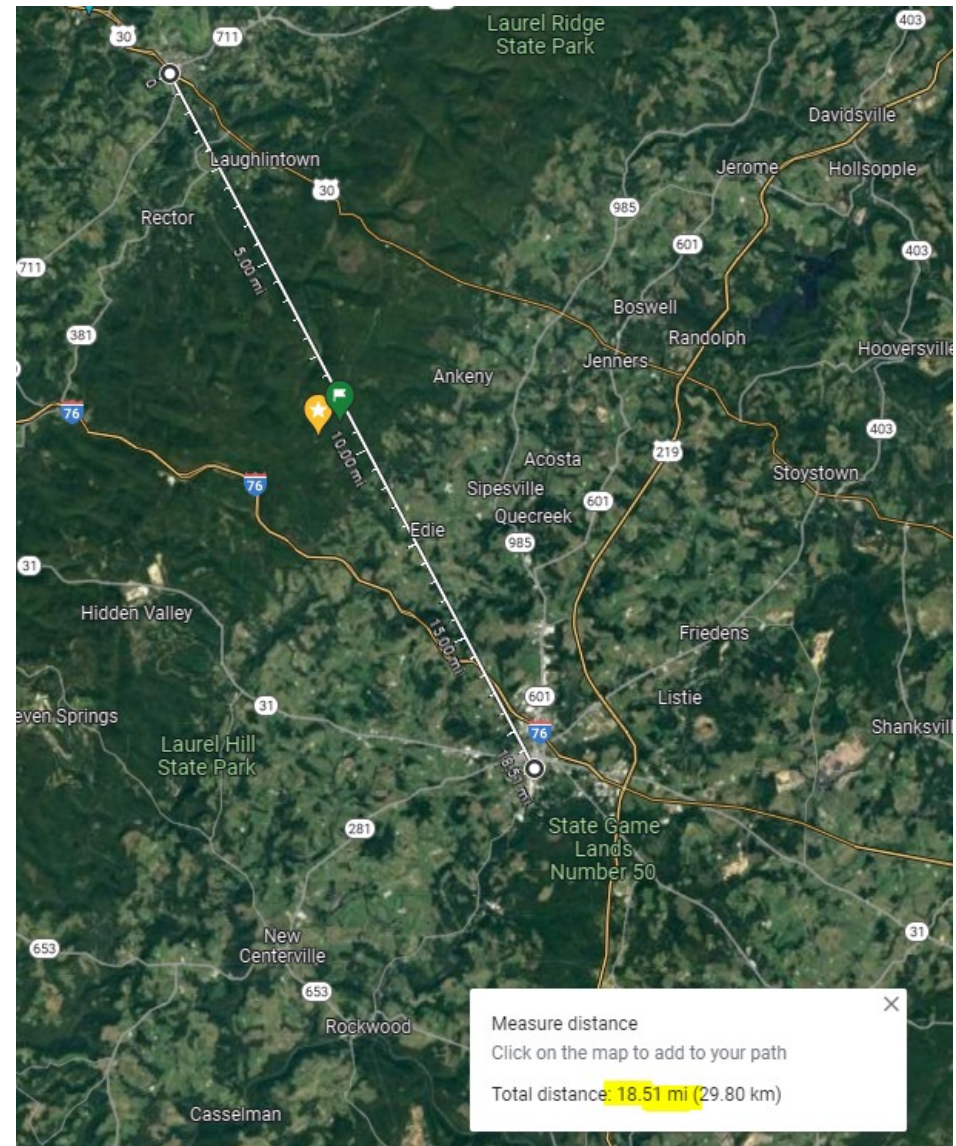 Laurel Ridge
State Park
403
30
711
0
Davidsville
Laughlintown
Jerome
Hollsopple
30
985
Rector
601
403
5.00 mi
711
Boswell
381
Randolph
Hooversville
Jenners
Ankeny
76
403
10.00 mi
219
Acosta
Stoystown
76
Sipesville
601
Quecreek
Edie
985
31
Hidden Valley
15.00 mi
Friedens
601
Listie
31
even Springs
Shanksvill
76
Laurel Hill
State Park
18.51 mi
281
State Game
Lands
Number 50
31
New
Centerville
653
653
Rockwood
Measure distance
Click on the map to add to your path
Total distance: 18.51 mi (29.80 km)
Casselman